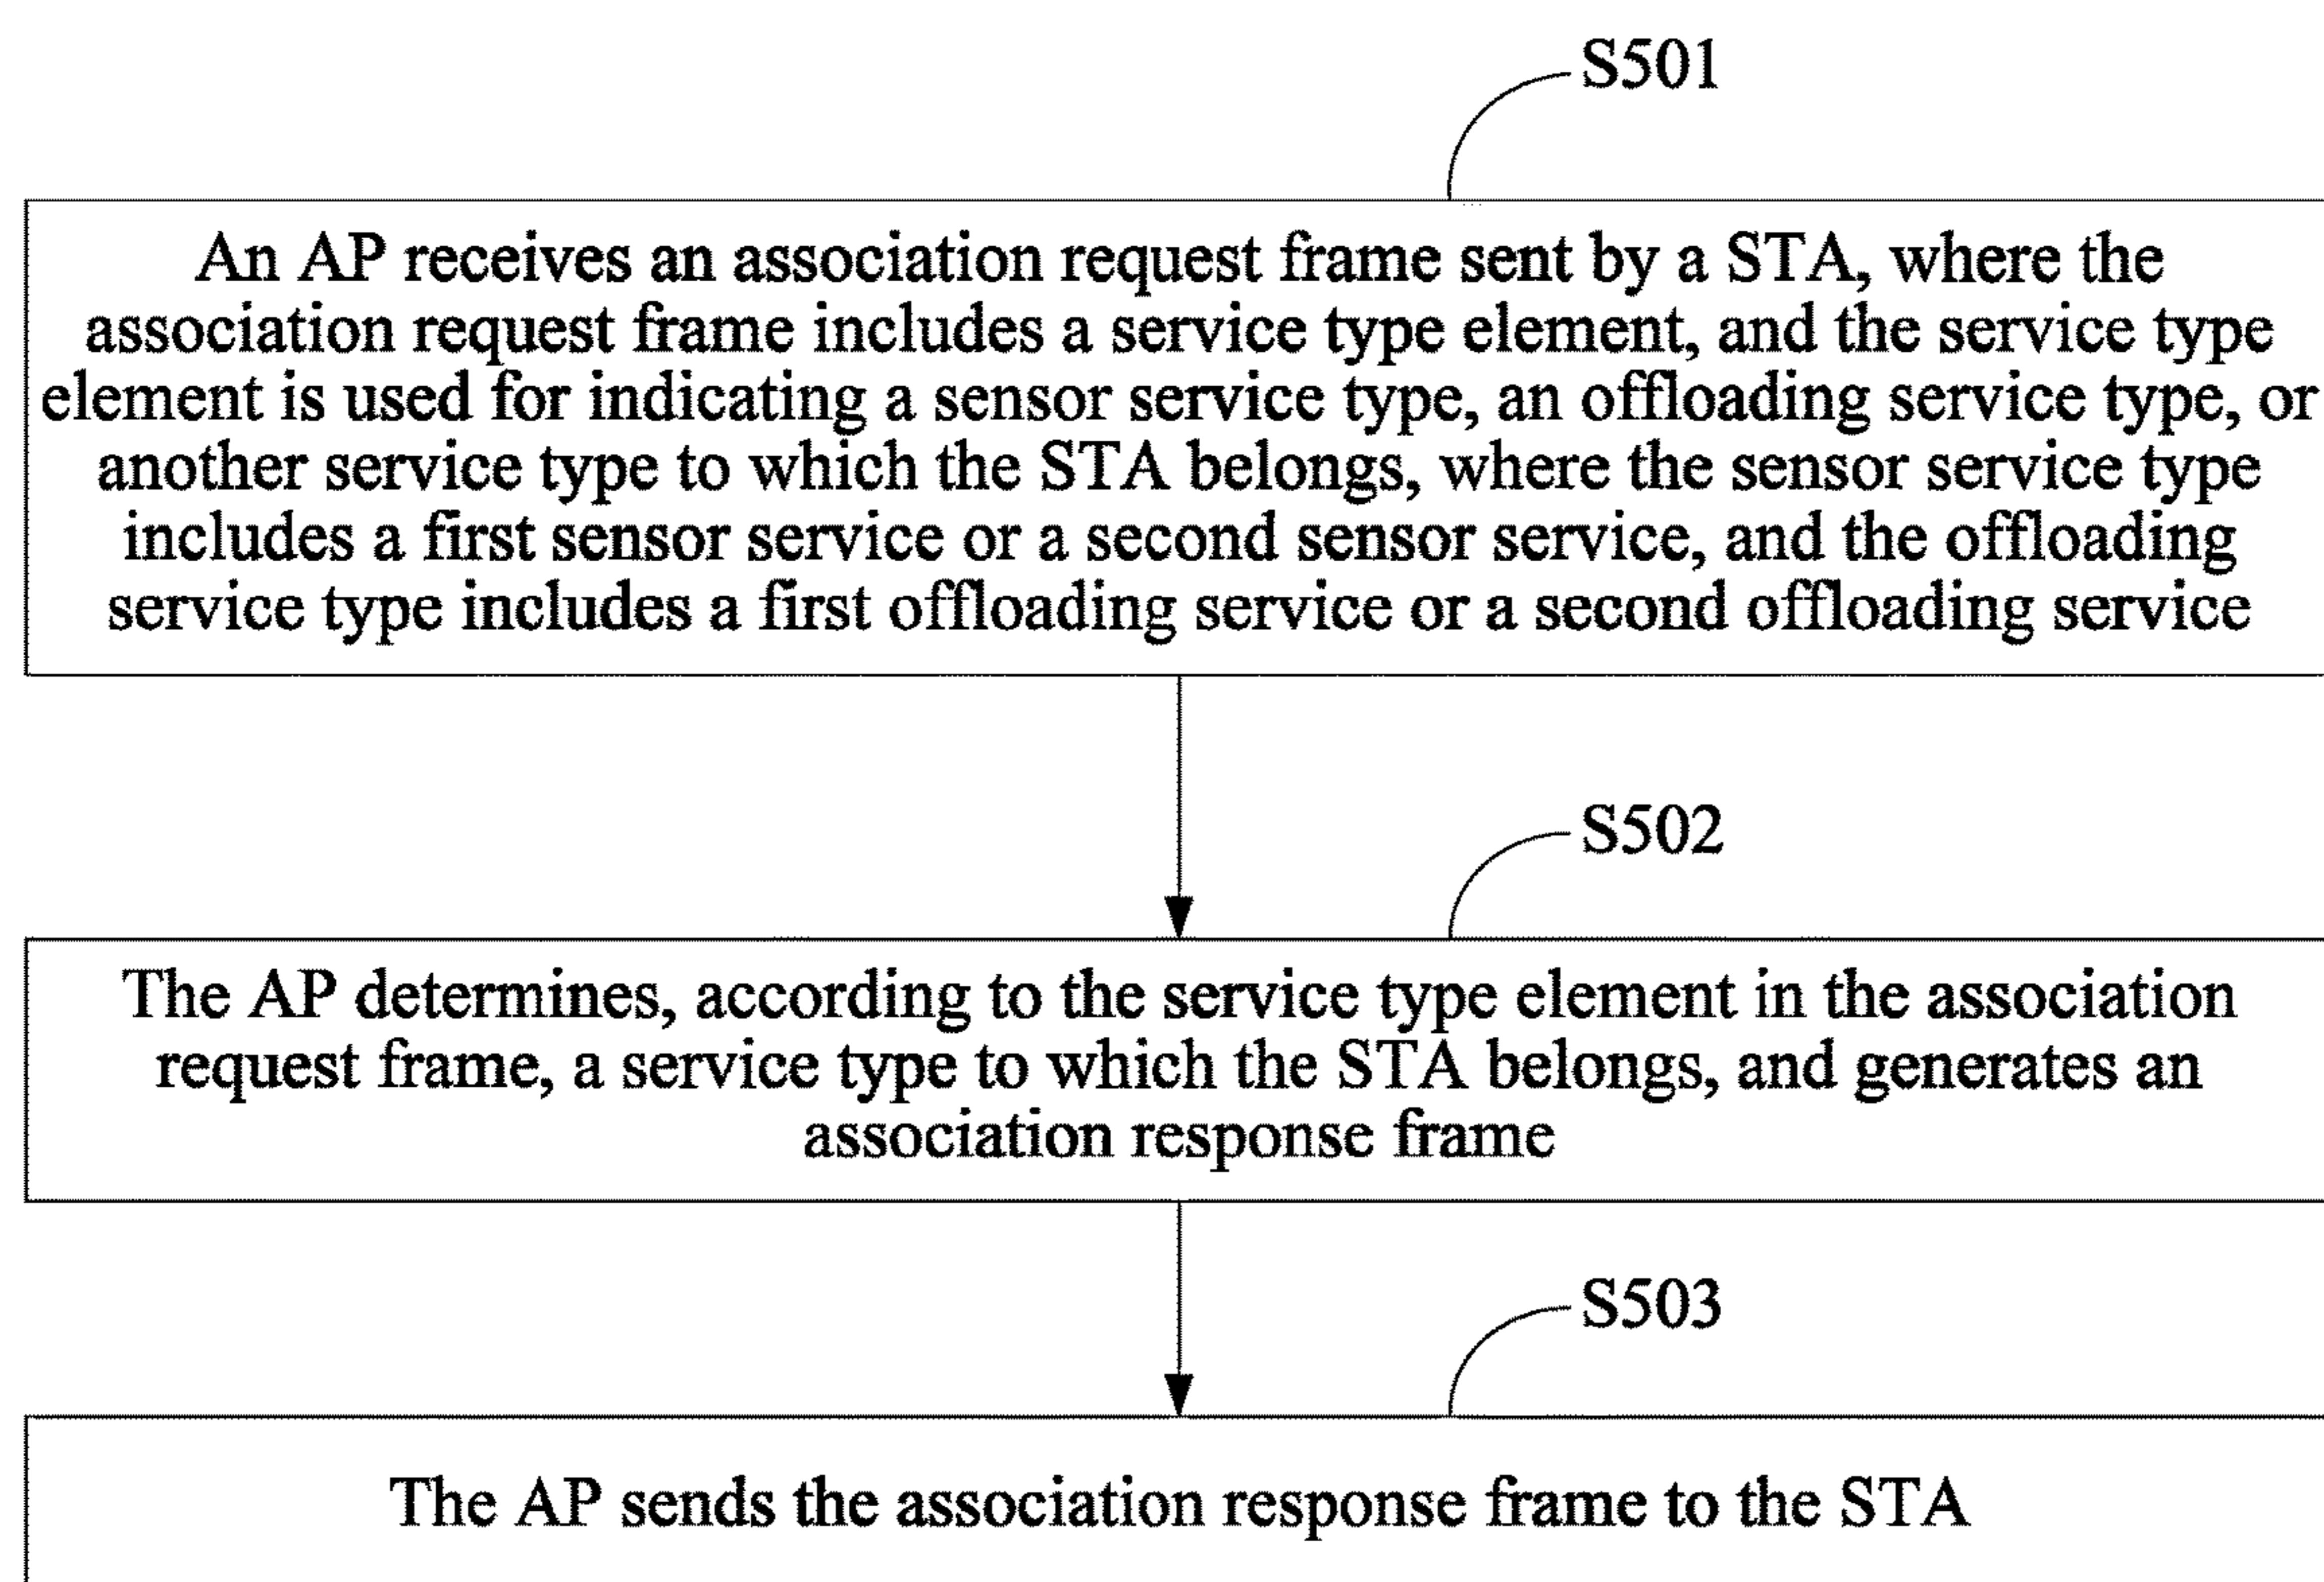 S501
An AP receives an association request frame sent by a STA, where the
association request frame includes a service type element, and the service type
element is used for indicating a sensor service type, an offloading service type, or
another service type to which the STA belongs, where the sensor service type
includes a first sensor service or a second sensor service, and the offloading
service type includes a first offloading service or a second offloading service
S502
The AP determines, according to the service type element in the association
request frame, a service type to which the STA belongs, and generates an
association response frame
S503
The AP sends the association response frame to the STA